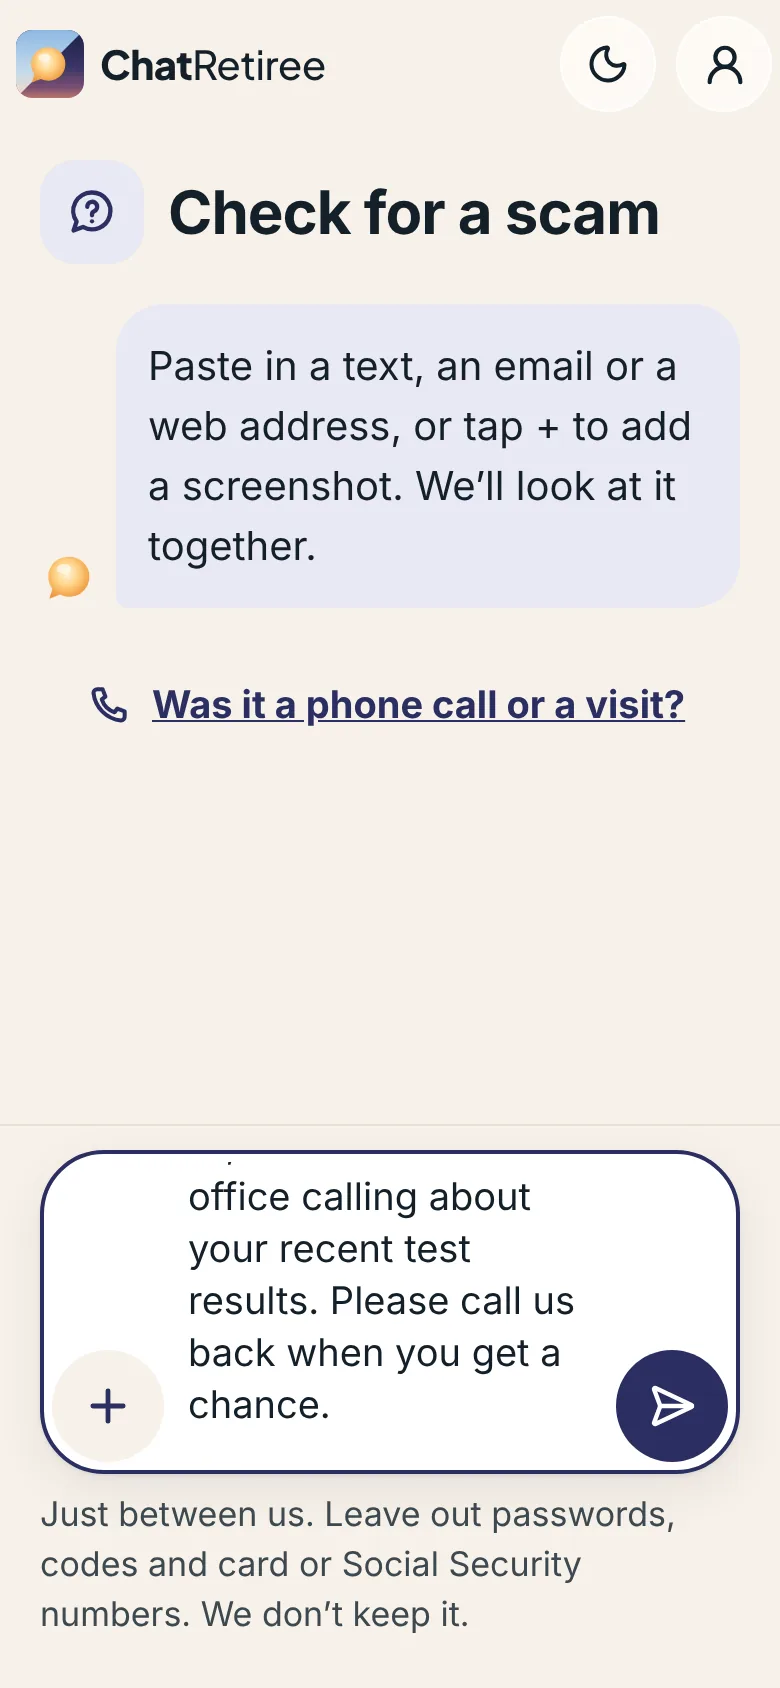 ChatRetiree
Check for a scam
Paste in a text, an email or a
web address, or tap + to add
a screenshot. We’ll look at it
together.
Was it a phone call or a visit?
office calling about
your recent test
results. Please call us
back when you get a
chance.
Just between us. Leave out passwords,
codes and card or Social Security
numbers. We don’t keep it.